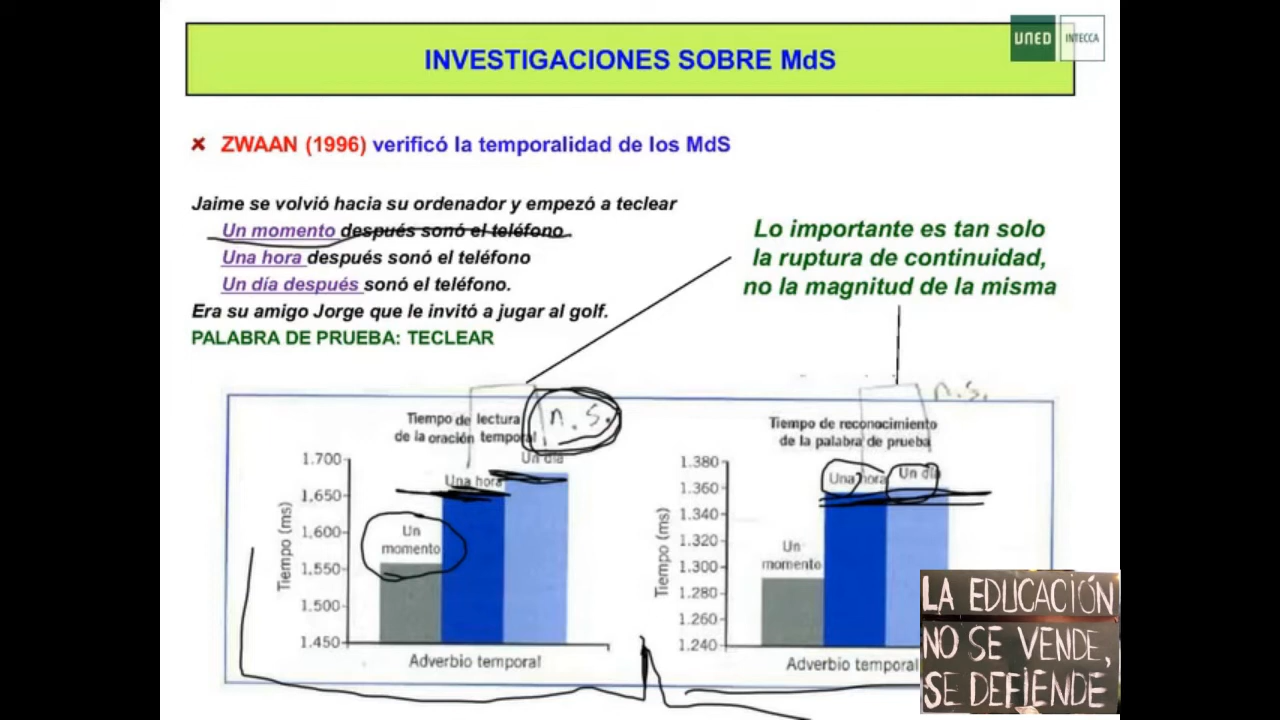 INVESTIGACIONES SOBRE MdS
UNED
INTECCA
ZWAAN (1996) verificó la temporalidad de los MdS
Jaime se volvió hacia su ordenador y empezó a teclear
Un momento después sonó el teléfono.
Una hora después sonó el teléfono
Un día después sonó el teléfono.
Era su amigo Jorge que le invitó a jugar al golf.
PALABRA DE PRUEBA: TECLEAR
Lo importante es tan solo
la ruptura de continuidad,
no la magnitud de la misma
Tiempo de lectura
de la oración temporal
n.s.
Un día
Una hora
Un
momento
1.700
1.650
1.600
1.550
1.500
1.450
Tiempo (ms)
Adverbio temporal
n.s.
Tiempo de reconocimiento
de la palabra de prueba
Una hora
Un día
Un
momento
1.380
1.360
1.340
1.320
1.300
1.280
1.260
1.240
Tiempo (ms)
Adverbio temporal
LA EDUCACIÓN
NO SE VENDE,
SE DEFIENDE